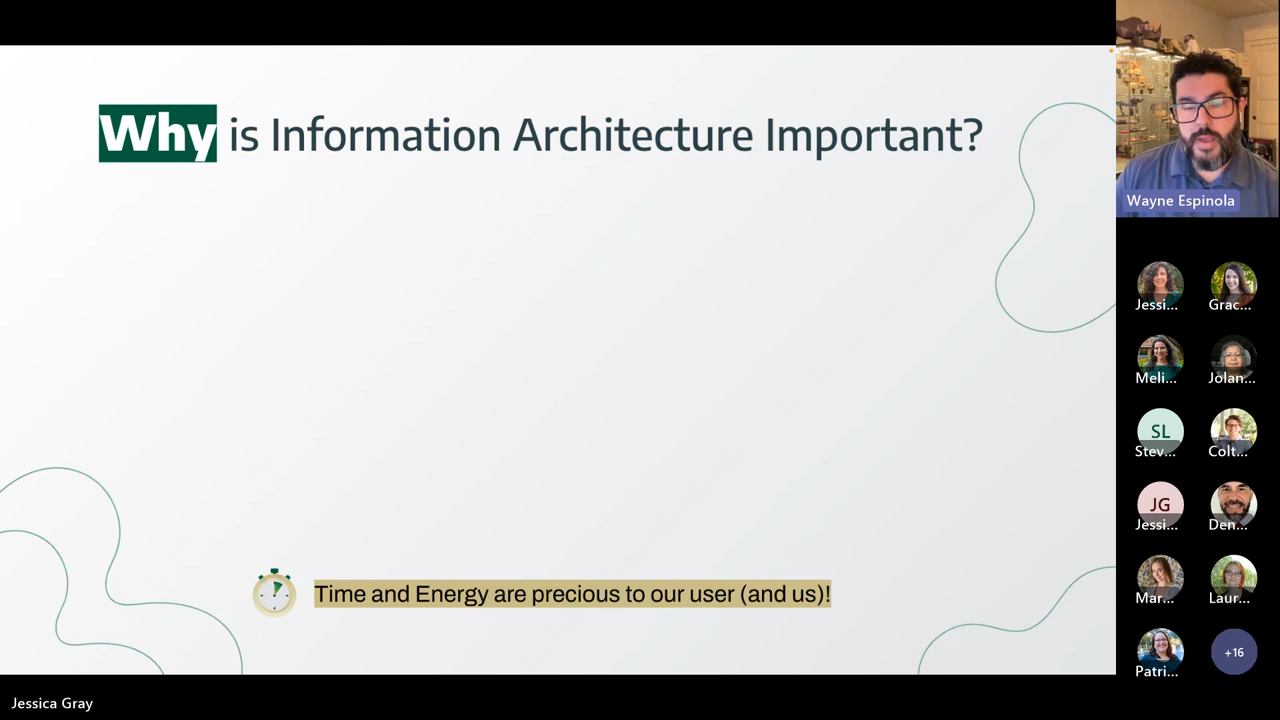 Why is Information Architecture Important?
Time and Energy are precious to our user (and us)!
Wayne Espinola
Jessi...
Grac...
Meli...
Jolan...
SL
Stev...
Colt...
JG
Jessi...
Den...
Mar...
Laur...
Patri...
+16
Jessica Gray